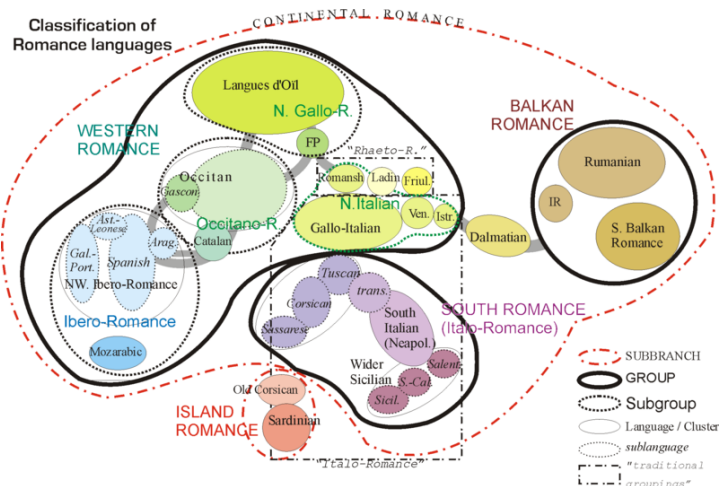 Classification of
Romance languages
CONTINENTAL ROMANCE
Langues d'Oïl
N. Gallo-R.
WESTERN
ROMANCE
BALKAN
ROMANCE
FP
"Rhaeto-R."
Occitan
Gascon
Romansh
Ladin
Friul.
Rumanian
N.Italian
IR
Occitano-R
Ven.
Istr.
Ast.-
Leonese
Gallo-Italian
Dalmatian
S. Balkan
Romance
Arag.
Catalan
Gal.-
Port.
Spanish
NW. Ibero-Romance
Tuscan
trans.
Corsican
SOUTH ROMANCE
(Italo-Romance)
Ibero-Romance
Sassarese
South
Italian
(Neapol.)
Mozarabic
Wider
Sicilian
Salent.
S.-Cal.
Sicil.
Old Corsican
ISLAND
ROMANCE
Sardinian
"Italo-Romance"
SUBBRANCH
GROUP
Subgroup
Language / Cluster
sublanguage
"traditional
groupings"